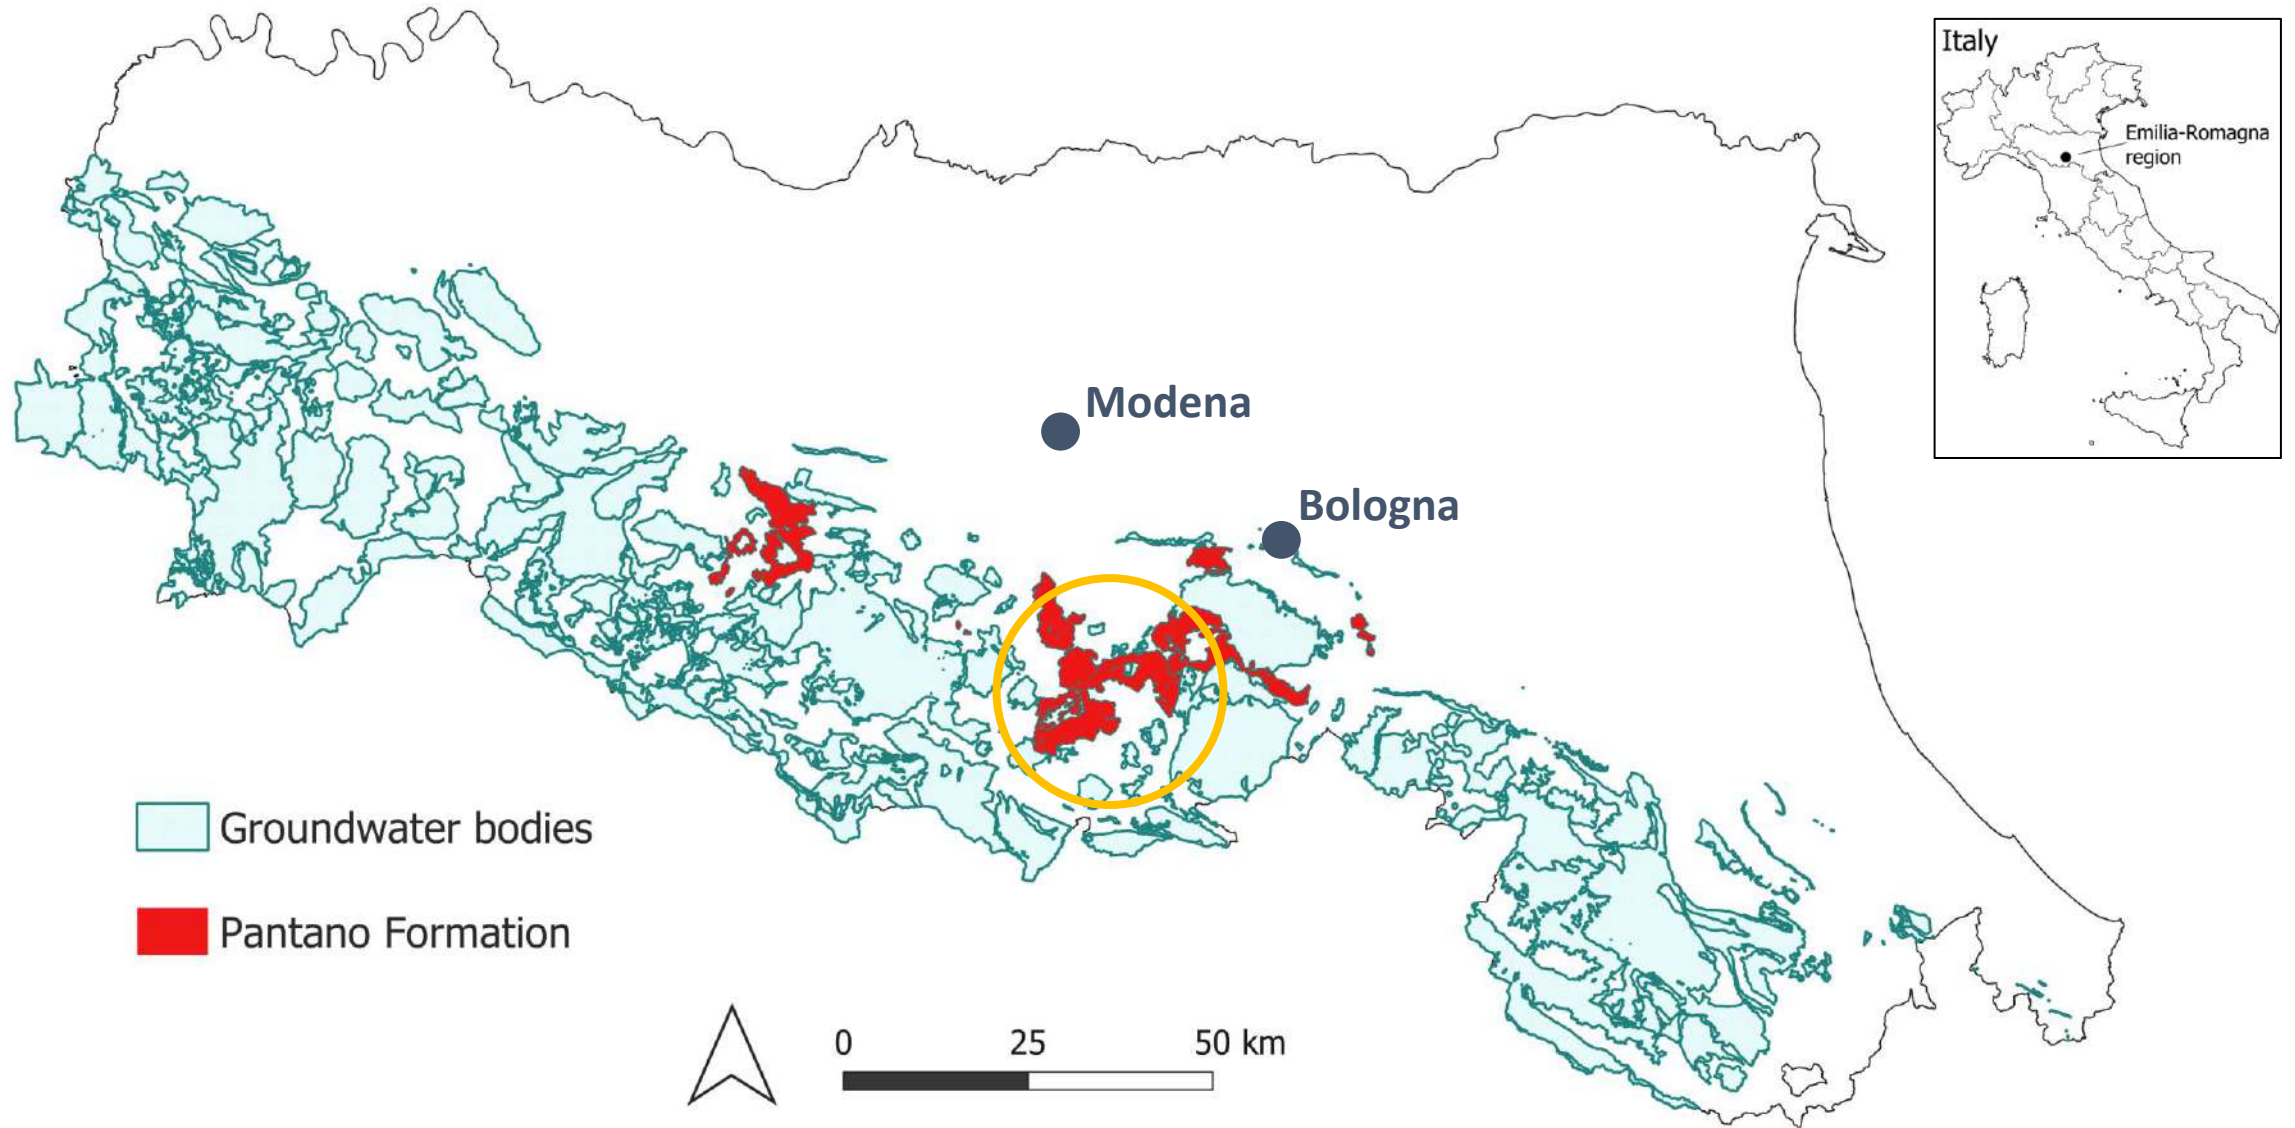 Italy
Emilia-Romagna
region
Modena
Bologna
Groundwater bodies
Pantano Formation
0 25 50 km